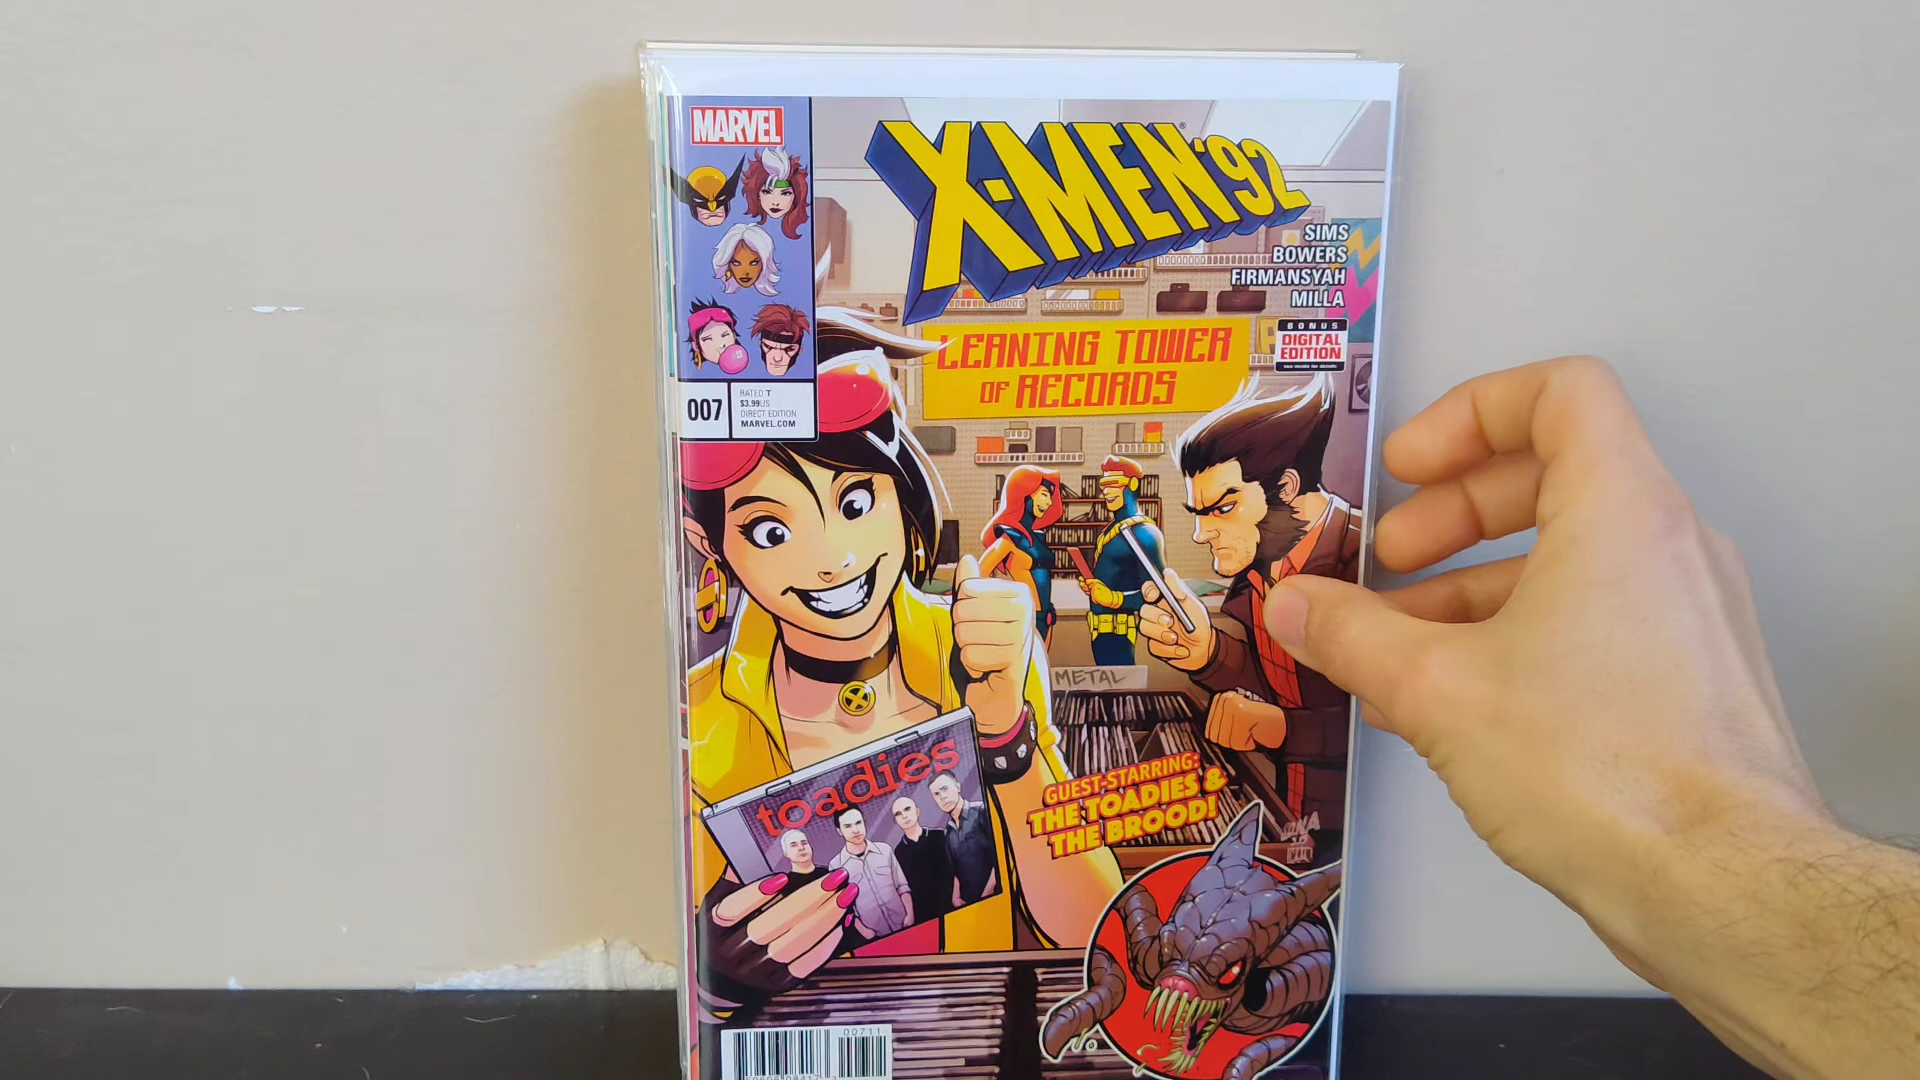 MARVEL
X-MEN '92
SIMS
BOWERS
FIRMANSYAH
MILLA
BONUS
DIGITAL
EDITION
LEANING TOWER
OF RECORDS
007
RATED T
$3.99US
DIRECT EDITION
MARVEL.COM
METAL
toadies
GUEST-STARRING:
THE TOADIES &
THE BROOD!
00711